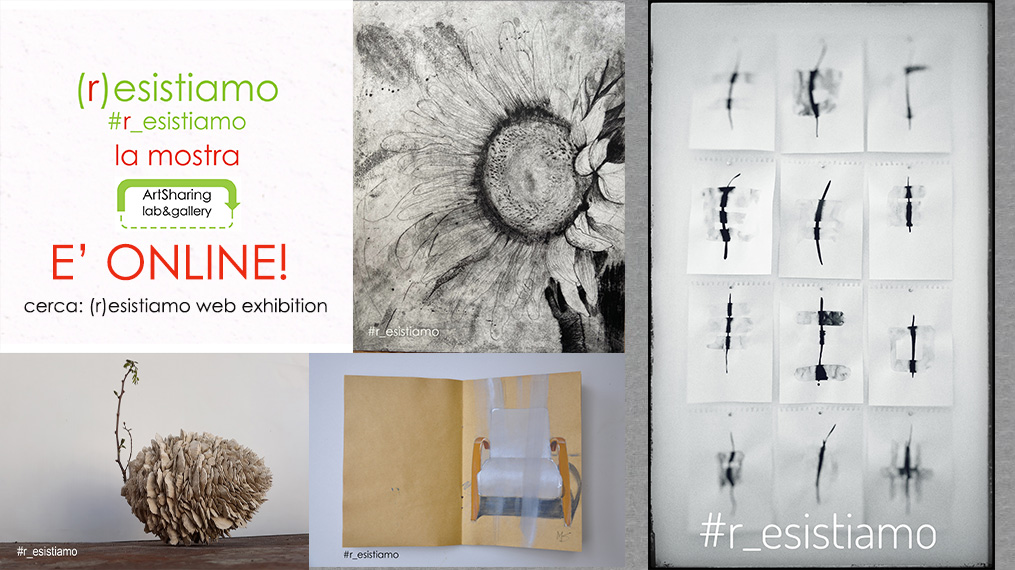 (r)esistiamo
#r_esistiamo
la mostra
ArtSharing
lab&gallery
E' ONLINE!
cerca: (r)esistiamo web exhibition
#r_esistiamo
#r_esistiamo
#r_esistiamo
#r_esistiamo